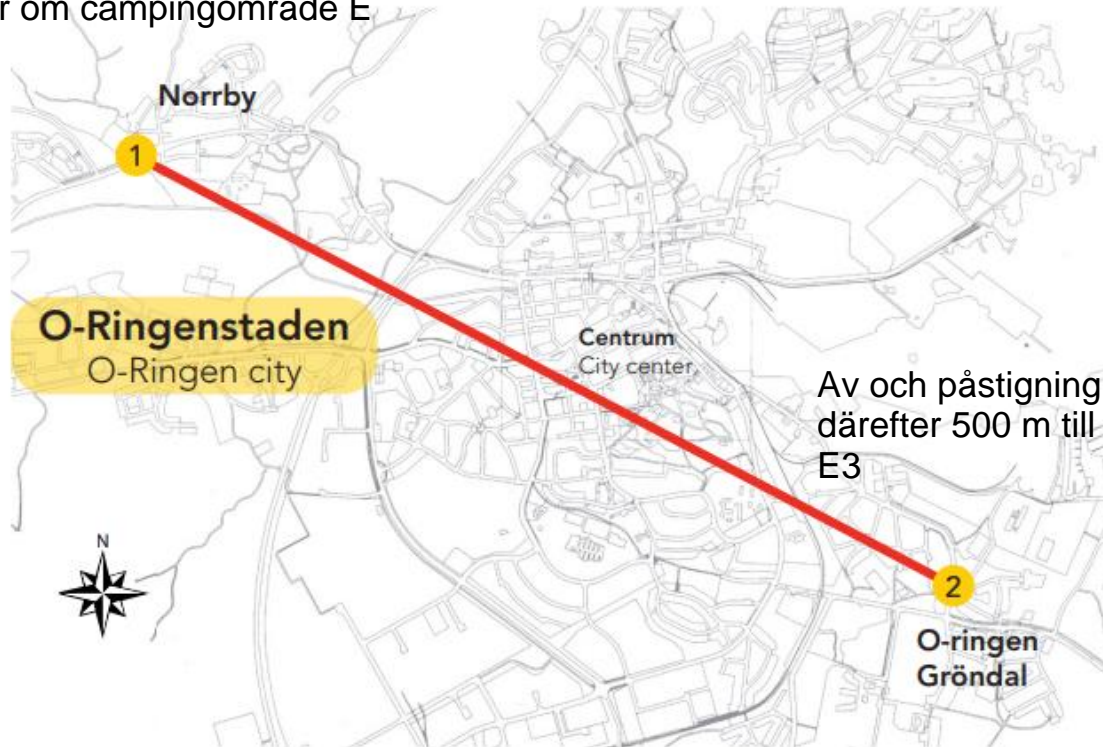 r om campingområde E
Norrby
1
O-Ringenstaden
O-Ringen city
Centrum
City center
Av och påstigning
därefter 500 m till
E3
N
2
O-ringen
Gröndal